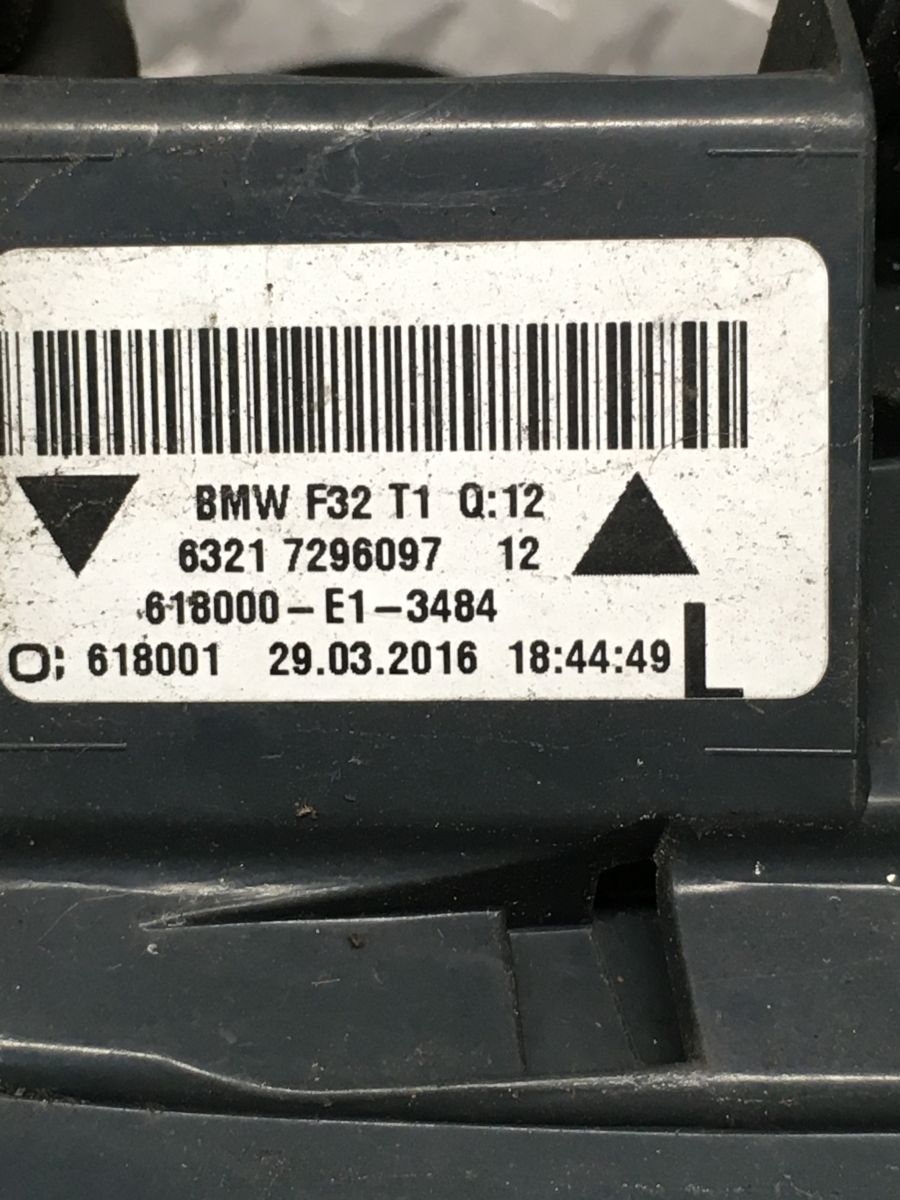 BMW F32 T1 Q:12
6321 7296097 12
618000-E1-3484
O: 618001 29.03.2016 18:44:49
L